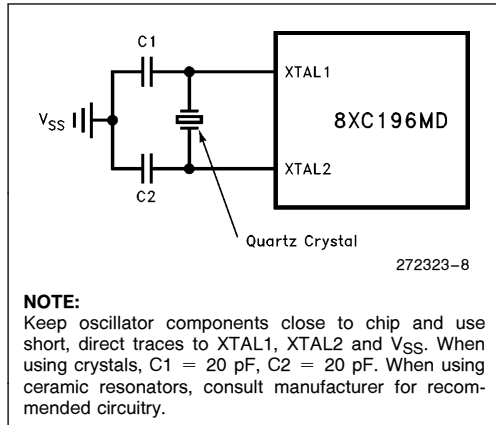 C1
XTAL1
8XC196MD
VSS
XTAL2
C2
Quartz Crystal
272323–8
NOTE:
Keep oscillator components close to chip and use
short, direct traces to XTAL1, XTAL2 and VSS. When
using crystals, C1 = 20 pF, C2 = 20 pF. When using
ceramic resonators, consult manufacturer for recom-
mended circuitry.